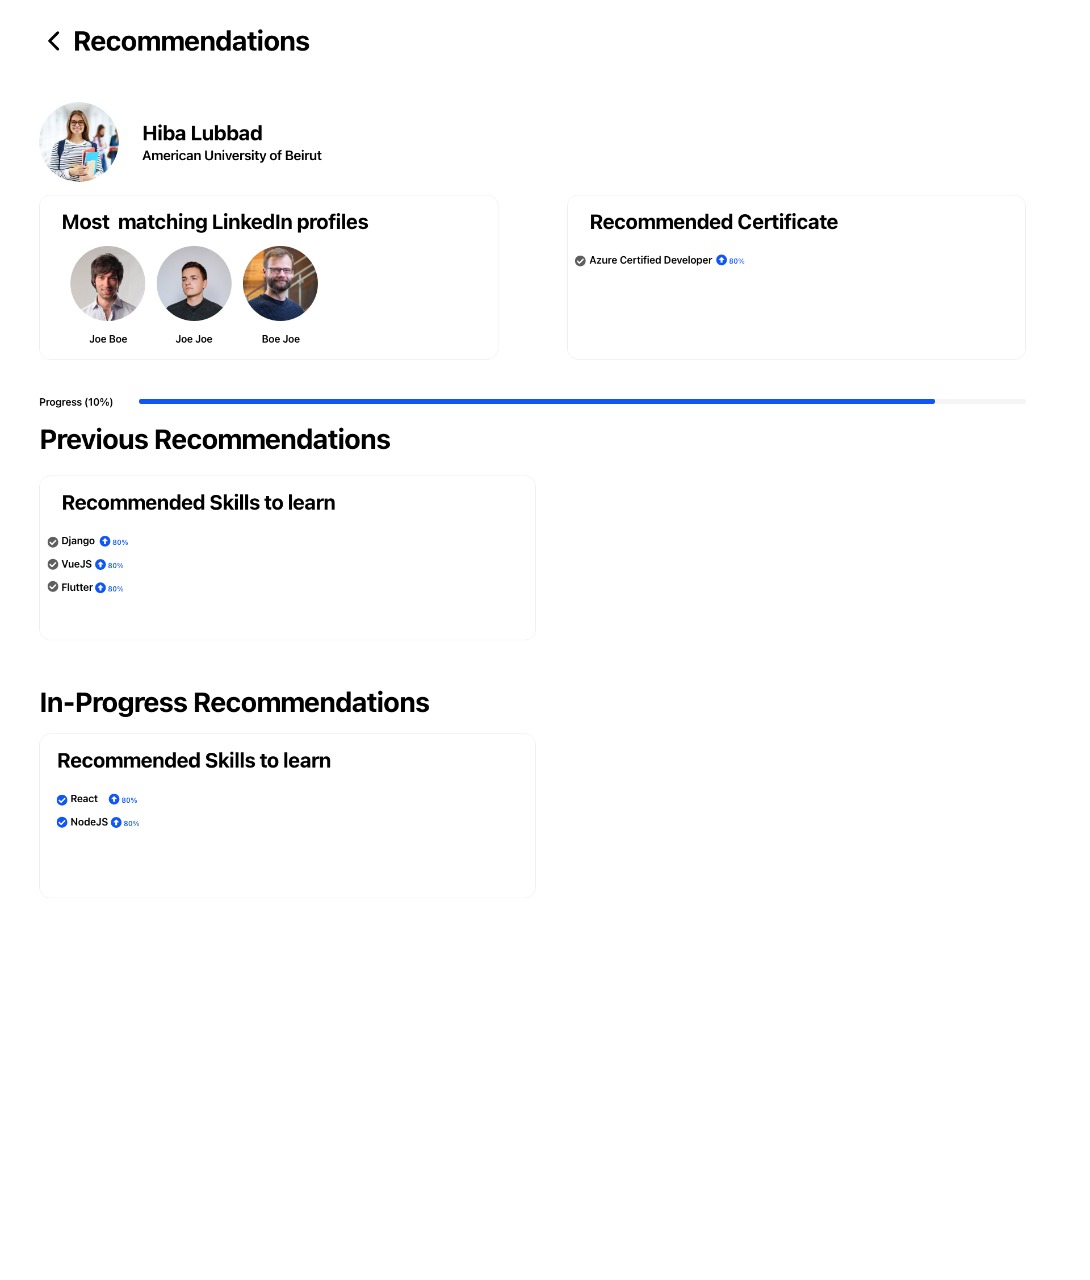 Recommendations
Hiba Lubbad
American University of Beirut
Most matching LinkedIn profiles
Joe Boe
Joe Joe
Boe Joe
Recommended Certificate
Azure Certified Developer 80%
Progress (10%)
Previous Recommendations
Recommended Skills to learn
Django 80%
VueJS 80%
Flutter 80%
In-Progress Recommendations
Recommended Skills to learn
React 80%
NodeJS 80%